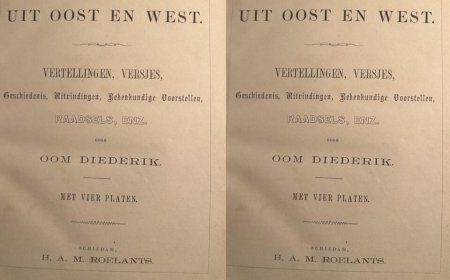 UIT OOST EN WEST.
VERTELLINGEN, VERSJES,
Geschiedenis, Uitvindingen, Rekenkundige Voorstellen,
RAADSELS, ENZ.
DOOR
OOM DIEDERIK.
MET VIER PLATEN.
SCHIEDAM,
H. A. M. ROELANTS.
UIT OOST EN WEST.
VERTELLINGEN, VERSJES,
Geschiedenis, Uitvindingen, Rekenkundige Voorstellen,
RAADSELS, ENZ.
DOOR
OOM DIEDERIK.
MET VIER PLATEN.
SCHIEDAM,
H. A. M. ROELANTS.